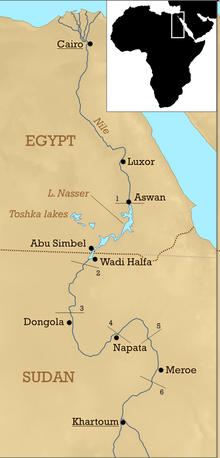 Cairo
Nile
EGYPT
Luxor
L. Nasser
1
Aswan
Toshka lakes
Abu Simbel
Wadi Halfa
2
3
Dongola
4
5
Napata
SUDAN
Meroe
6
Khartoum